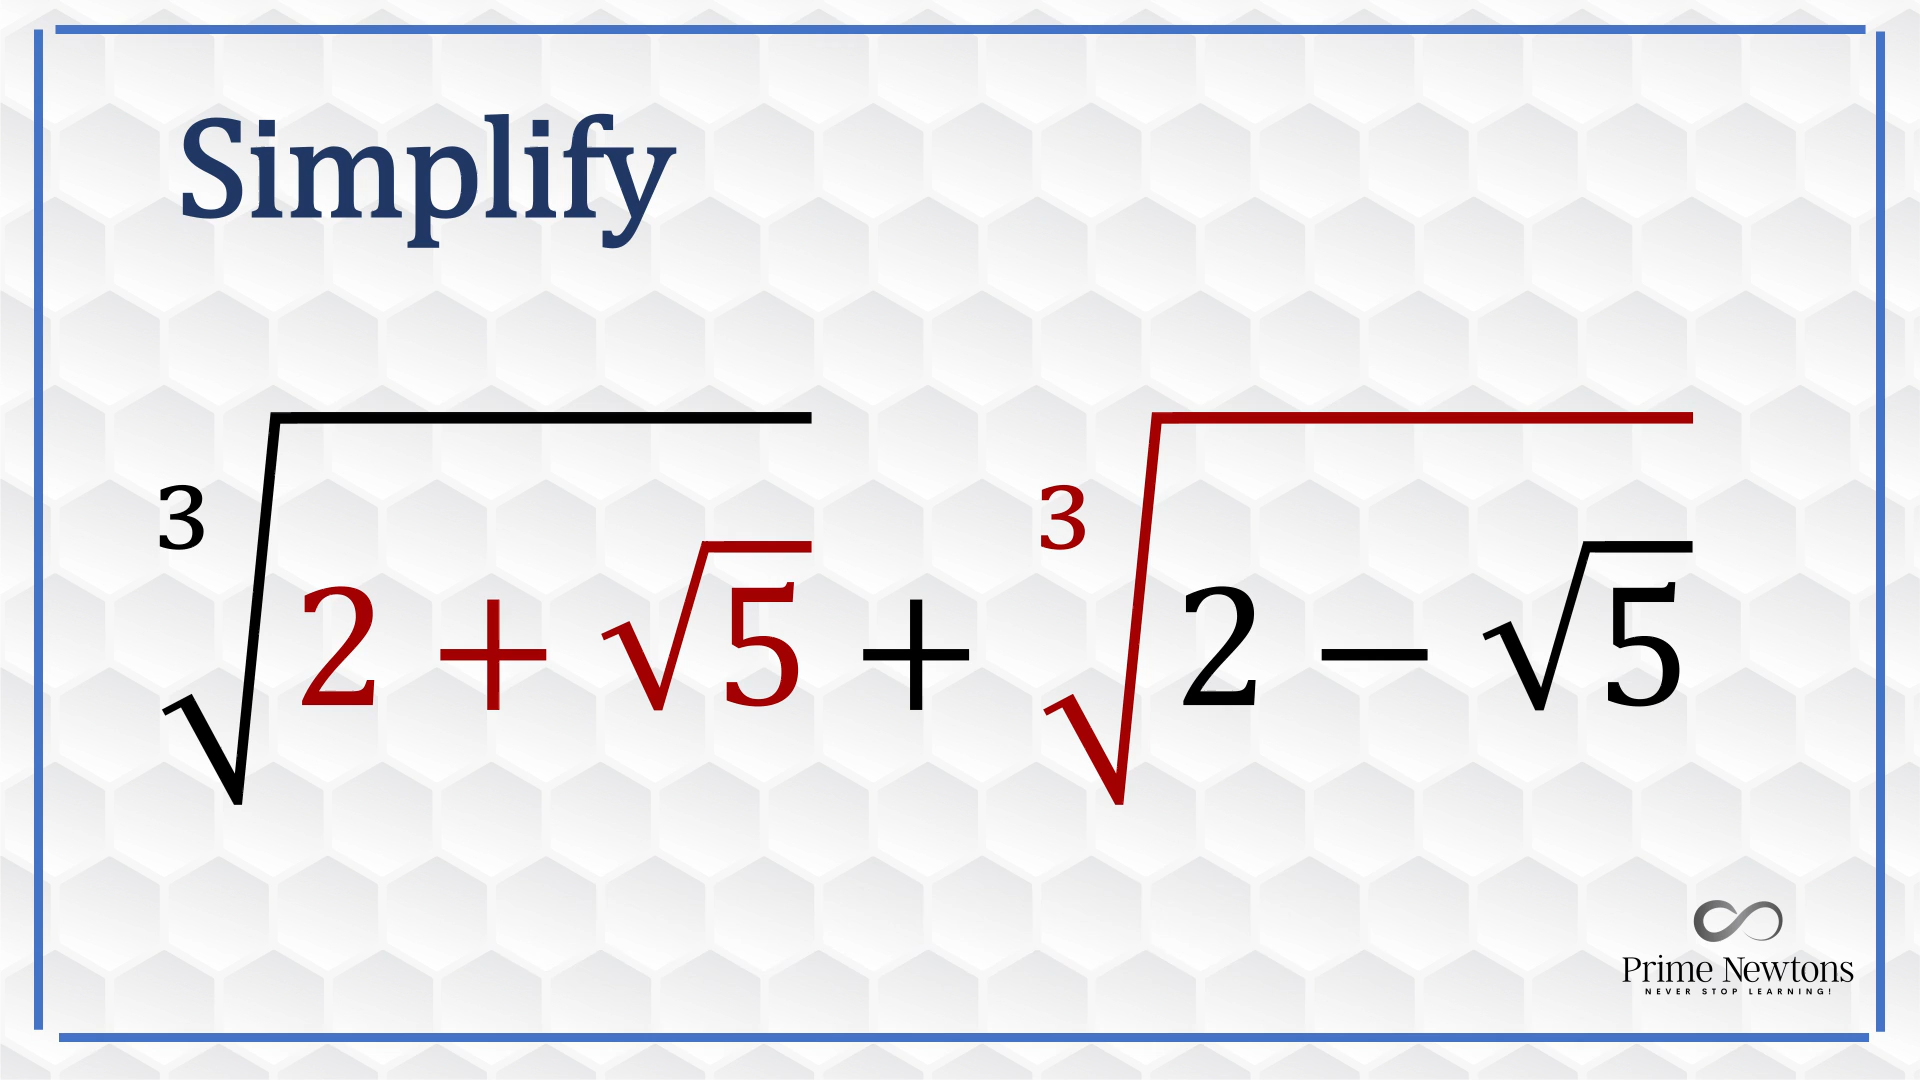 Simplify
∛(2 + √5) + ∛(2 − √5)
Prime Newtons
NEVER STOP LEARNING!